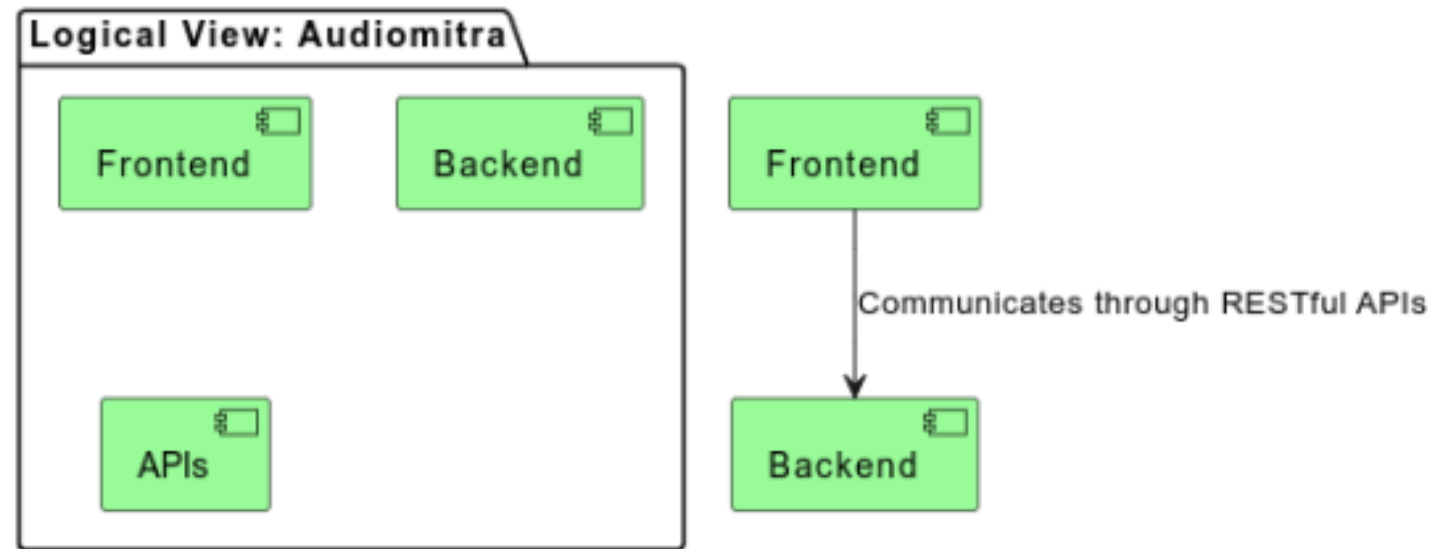 Logical View: Audiomitra
Frontend
Backend
APIs
Frontend
Communicates through RESTful APIs
Backend